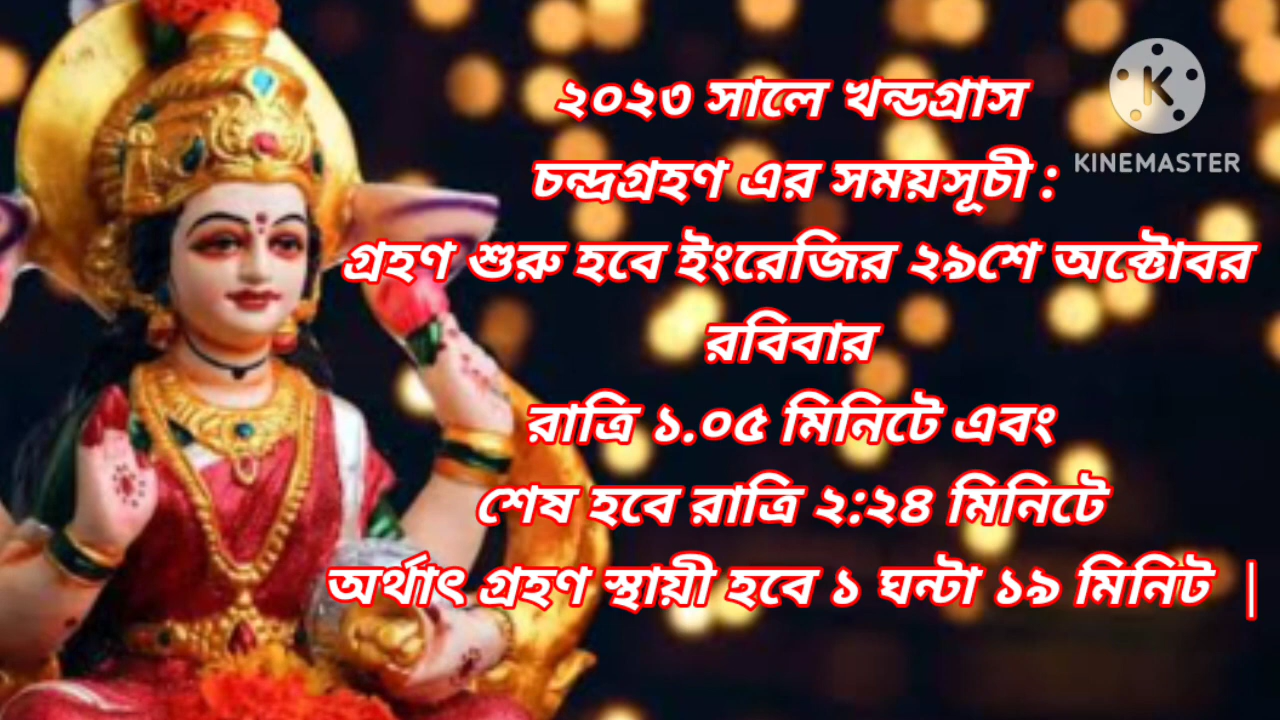 ২০২৩ সালে খন্ডগ্রাস
চন্দ্রগ্রহণ এর সময়সূচী :
গ্রহণ শুরু হবে ইংরেজির ২৯শে অক্টোবর
রবিবার
রাত্রি ১.০৫ মিনিটে এবং
শেষ হবে রাত্রি ২:২৪ মিনিটে
অর্থাৎ গ্রহণ স্থায়ী হবে ১ ঘন্টা ১৯ মিনিট |
K
KINEMASTER